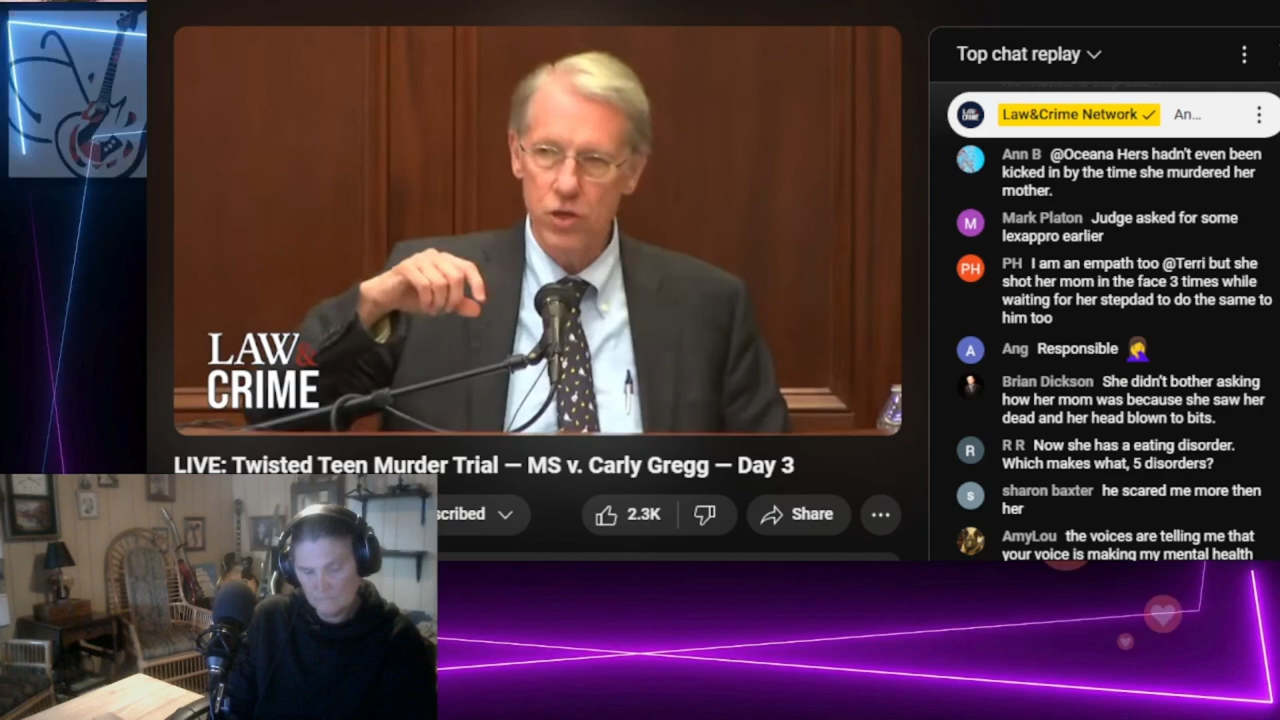 LAW&
CRIME
LIVE: Twisted Teen Murder Trial — MS v. Carly Gregg — Day 3
scribed
2.3K
Share
Top chat replay
LAW&
CRIME
Law&Crime Network An...
Ann B @Oceana Hers hadn't even been
kicked in by the time she murdered her
mother.
M
Mark Platon Judge asked for some
lexappro earlier
PH
PH I am an empath too @Terri but she
shot her mom in the face 3 times while
waiting for her stepdad to do the same to
him too
A
Ang Responsible 🤦‍♀️
Brian Dickson She didn't bother asking
how her mom was because she saw her
dead and her head blown to bits.
R
R R Now she has a eating disorder.
Which makes what, 5 disorders?
s
sharon baxter he scared me more then
her
AmyLou the voices are telling me that
your voice is making my mental health